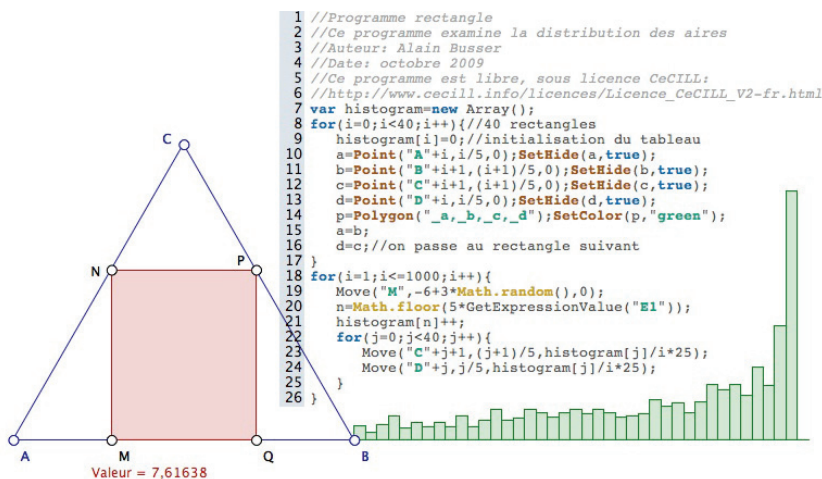 1 //Programme rectangle
2 //Ce programme examine la distribution des aires
3 //Auteur: Alain Busser
4 //Date: octobre 2009
5 //Ce programme est libre, sous licence CeCILL:
6 //http://www.cecill.info/licences/Licence_CeCILL_V2-fr.html
7 var histogram=new Array();
8 for(i=0;i<40;i++){//40 rectangles
9 histogram[i]=0;//initialisation du tableau
10 a=Point("A"+i,i/5,0);SetHide(a,true);
11 b=Point("B"+i+1,(i+1)/5,0);SetHide(b,true);
12 c=Point("C"+i+1,(i+1)/5,0);SetHide(c,true);
13 d=Point("D"+i,i/5,0);SetHide(d,true);
14 p=Polygon("_a,_b,_c,_d");SetColor(p,"green");
15 a=b;
16 d=c;//on passe au rectangle suivant
17 }
18 for(i=1;i<=1000;i++){
19 Move("M",-6+3*Math.random(),0);
20 n=Math.floor(5*GetExpressionValue("E1"));
21 histogram[n]++;
22 for(j=0;j<40;j++){
23 Move("C"+j+1,(j+1)/5,histogram[j]/i*25);
24 Move("D"+j,j/5,histogram[j]/i*25);
25 }
26 }
C
N
P
A
M
Q
B
Valeur = 7,61638